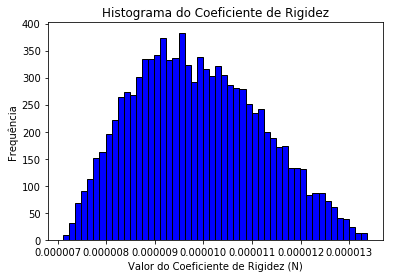 Histograma do Coeficiente de Rigidez
400
350
300
250
200
150
100
50
0
Frequência
0.000007 0.000008 0.000009 0.000010 0.000011 0.000012 0.000013
Valor do Coeficiente de Rigidez (N)